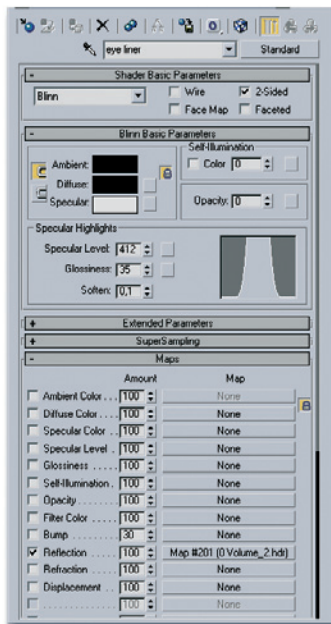 eye liner Standard
- Shader Basic Parameters
Blinn Wire 2-Sided
Face Map Faceted
- Blinn Basic Parameters
Self-Illumination
Ambient: Color 0
Diffuse:
Specular: Opacity: 0
Specular Highlights
Specular Level: 412
Glossiness: 35
Soften: 0,1
+ Extended Parameters
+ SuperSampling
- Maps
Amount Map
Ambient Color . . . 100 None
Diffuse Color . . . . 100 None
Specular Color . . 100 None
Specular Level . 100 None
Glossiness . . . . . 100 None
Self-Illumination . 100 None
Opacity . . . . . . . . 100 None
Filter Color . . . . . 100 None
Bump . . . . . . . . . 30 None
Reflection . . . . . 100 Map #201 (0 Volume_2.hdr)
Refraction . . . . . 100 None
Displacement . . 100 None
. . . . . . . . . . . . . . . 100 None